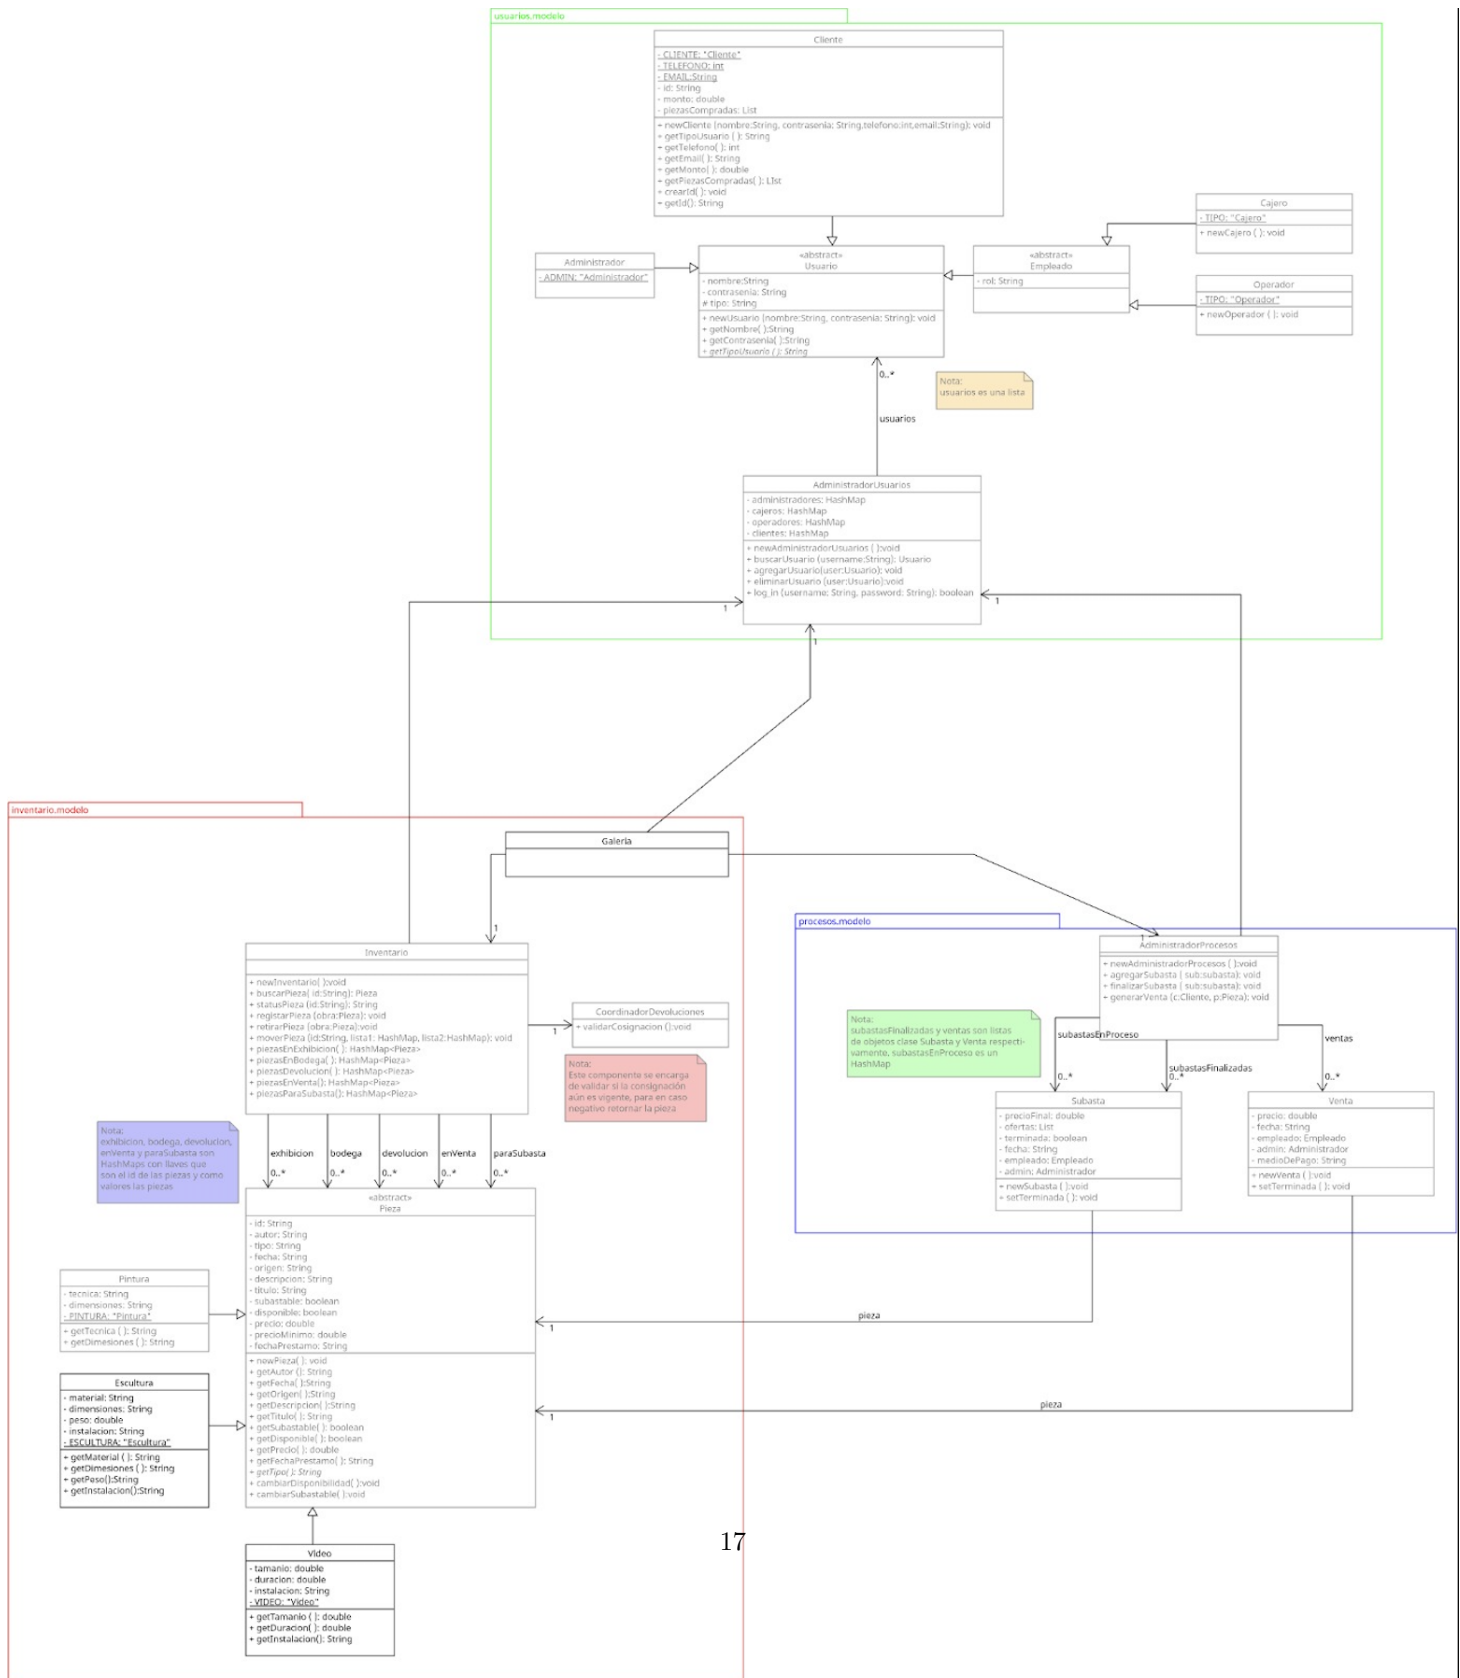 usuarios.modelo
Cliente
- CLIENTE: "Cliente"
- TELEFONO: int
- EMAIL:String
- id: String
- monto: double
- piezasCompradas: List
+ newCliente (nombre:String, contrasenia: String,telefono:int,email:String): void
+ getTipoUsuario ( ): String
+ getTelefono( ): int
+ getEmail( ): String
+ getMonto( ): double
+ getPiezasCompradas( ): LIst
+ crearId( ): void
+ getId(): String
Cajero
- TIPO: "Cajero"
+ newCajero ( ): void
Administrador
- ADMIN: "Administrador"
«abstract»
Usuario
- nombre:String
- contrasenia: String
# tipo: String
+ newUsuario (nombre:String, contrasenia: String): void
+ getNombre( ):String
+ getContrasenia( ):String
+ getTipoUsuario ( ): String
«abstract»
Empleado
- rol: String
Operador
- TIPO: "Operador"
+ newOperador ( ): void
0..*
Nota:
usuarios es una lista
usuarios
AdministradorUsuarios
- administradores: HashMap
- cajeros: HashMap
- operadores: HashMap
- clientes: HashMap
+ newAdministradorUsuarios ( ):void
+ buscarUsuario (username:String): Usuario
+ agregarUsuario(user:Usuario): void
+ eliminarUsuario (user:Usuario):void
+ log_in (username: String, password: String): boolean
1
1
1
inventario.modelo
Galeria
1
procesos.modelo
1
AdministradorProcesos
+ newAdministradorProcesos ( ):void
+ agregarSubasta ( sub:subasta): void
+ finalizarSubasta ( sub:subasta): void
+ generarVenta (c:Cliente, p:Pieza): void
Inventario
+ newInventario( ):void
+ buscarPieza( id:String): Pieza
+ statusPieza (id:String): String
+ registarPieza (obra:Pieza): void
+ retirarPieza (obra:Pieza):void
+ moverPieza (id:String, lista1: HashMap, lista2:HashMap): void
+ piezasEnExhibicion( ): HashMap<Pieza>
+ piezasEnBodega( ): HashMap<Pieza>
+ piezasDevolucion( ): HashMap<Pieza>
+ piezasEnVenta(): HashMap<Pieza>
+ piezasParaSubasta(): HashMap<Pieza>
1
CoordinadorDevoluciones
+ validarCosignacion ():void
Nota:
Este componente se encarga
de validar si la consignación
aún es vigente, para en caso
negativo retornar la pieza
Nota:
subastasFinalizadas y ventas son listas
de objetos clase Subasta y Venta respecti-
vamente, subastasEnProceso es un
HashMap
subastasEnProceso
0..*
subastasFinalizadas
0..*
ventas
0..*
Subasta
- precioFinal: double
- ofertas: List
- terminada: boolean
- fecha: String
- empleado: Empleado
- admin: Administrador
+ newSubasta ( ):void
+ setTerminada ( ): void
Venta
- precio: double
- fecha: String
- empleado: Empleado
- admin: Administrador
- medioDePago: String
+ newVenta ( ):void
+ setTerminada ( ): void
Nota:
exhibicion, bodega, devolucion,
enVenta y paraSubasta son
HashMaps con llaves que
son el id de las piezas y como
valores las piezas
exhibicion
0..*
bodega
0..*
devolucion
0..*
enVenta
0..*
paraSubasta
0..*
«abstract»
Pieza
- id: String
- autor: String
- tipo: String
- fecha: String
- origen: String
- descripcion: String
- titulo: String
- subastable: boolean
- disponible: boolean
- precio: double
- precioMinimo: double
- fechaPrestamo: String
+ newPieza( ): void
+ getAutor (): String
+ getFecha( ):String
+ getOrigen( ):String
+ getDescripcion( ):String
+ getTitulo( ): String
+ getSubastable( ): boolean
+ getDisponible( ): boolean
+ getPrecio( ): double
+ getFechaPrestamo( ): String
+ getTipo( ): String
+ cambiarDisponibilidad( ):void
+ cambiarSubastable( ):void
pieza
1
pieza
1
Pintura
- tecnica: String
- dimensiones: String
- PINTURA: "Pintura"
+ getTecnica ( ): String
+ getDimesiones ( ): String
Escultura
- material: String
- dimensiones: String
- peso: double
- instalacion: String
- ESCULTURA: "Escultura"
+ getMaterial ( ): String
+ getDimesiones ( ): String
+ getPeso():String
+ getInstalacion():String
Video
- tamanio: double
- duracion: double
- instalacion: String
- VIDEO: "Video"
+ getTamanio ( ): double
+ getDuracion( ): double
+ getInstalacion(): String
17